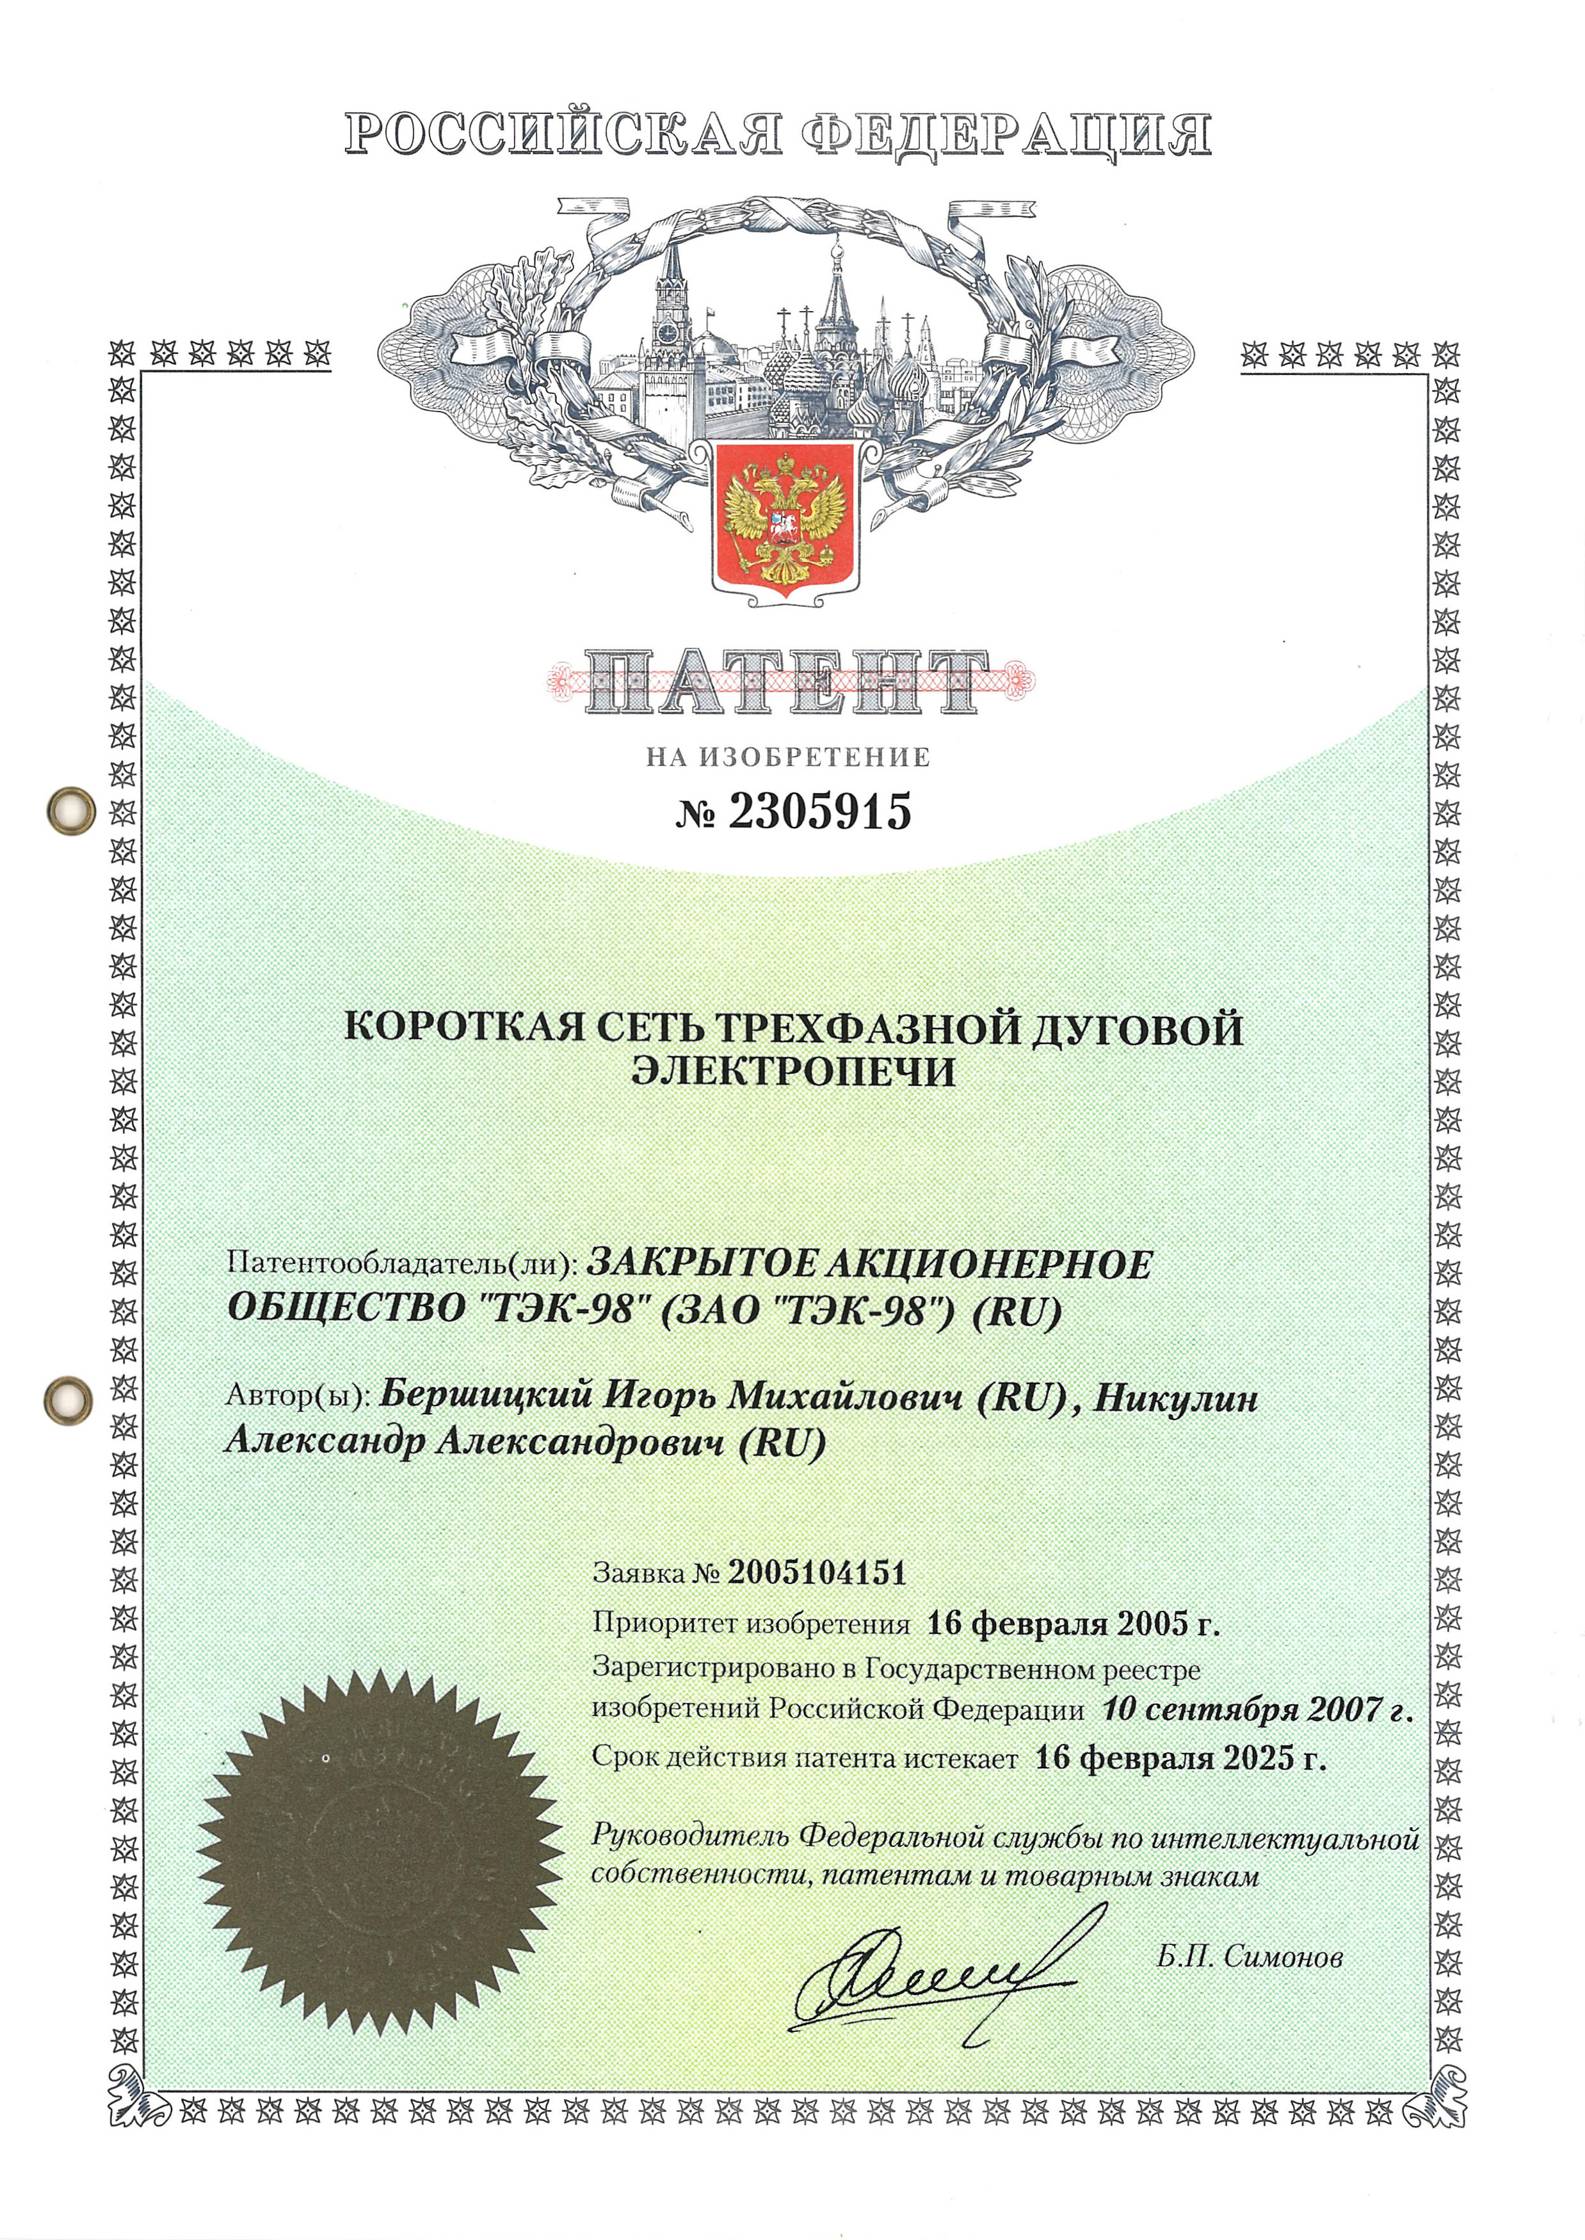 РОССИЙСКАЯ ФЕДЕРАЦИЯ
ПАТЕНТ
НА ИЗОБРЕТЕНИЕ
№ 2305915
КОРОТКАЯ СЕТЬ ТРЕХФАЗНОЙ ДУГОВОЙ
ЭЛЕКТРОПЕЧИ
Патентообладатель(ли): ЗАКРЫТОЕ АКЦИОНЕРНОЕ
ОБЩЕСТВО "ТЭК-98" (ЗАО "ТЭК-98") (RU)
Автор(ы): Бершицкий Игорь Михайлович (RU), Никулин
Александр Александрович (RU)
Заявка № 2005104151
Приоритет изобретения 16 февраля 2005 г.
Зарегистрировано в Государственном реестре
изобретений Российской Федерации 10 сентября 2007 г.
Срок действия патента истекает 16 февраля 2025 г.
Руководитель Федеральной службы по интеллектуальной
собственности, патентам и товарным знакам
Б.П. Симонов